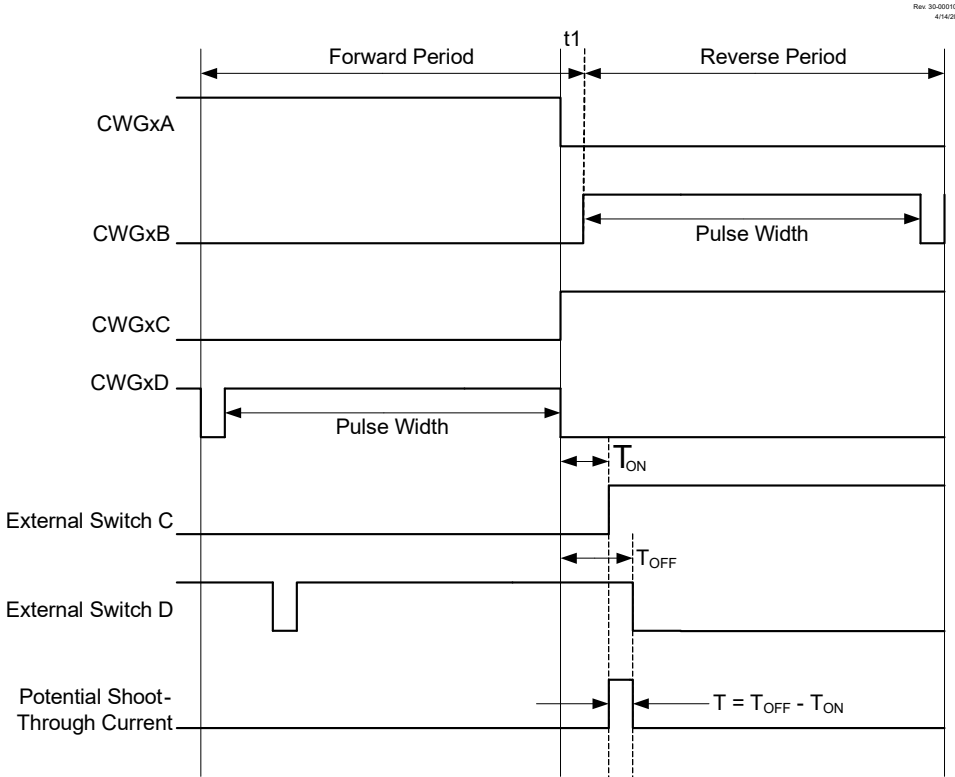 Rev. 30-00010
4/14/20
t1
Forward Period
Reverse Period
CWGxA
CWGxB
Pulse Width
CWGxC
CWGxD
Pulse Width
TON
External Switch C
TOFF
External Switch D
Potential Shoot-
Through Current
T = TOFF - TON